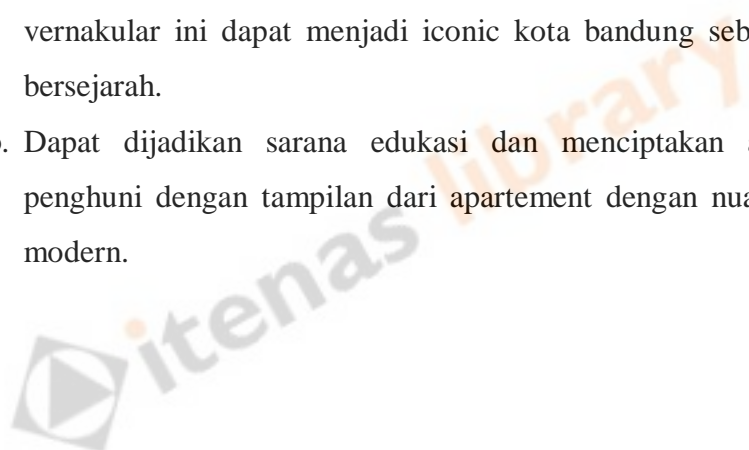 vernakular ini dapat menjadi iconic kota bandung seb
bersejarah.
. Dapat dijadikan sarana edukasi dan menciptakan
penghuni dengan tampilan dari apartement dengan nua
modern.
itenas library